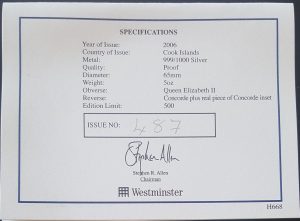 SPECIFICATIONS
Year of Issue: 2006
Country of Issue: Cook Islands
Metal: 999/1000 Silver
Quality: Proof
Diameter: 65mm
Weight: 5oz
Obverse: Queen Elizabeth II
Reverse: Concorde plus real piece of Concorde inset
Edition Limit: 500
ISSUE NO: 487
Stephen Allen
Stephen R. Allen
Chairman
Westminster
H668